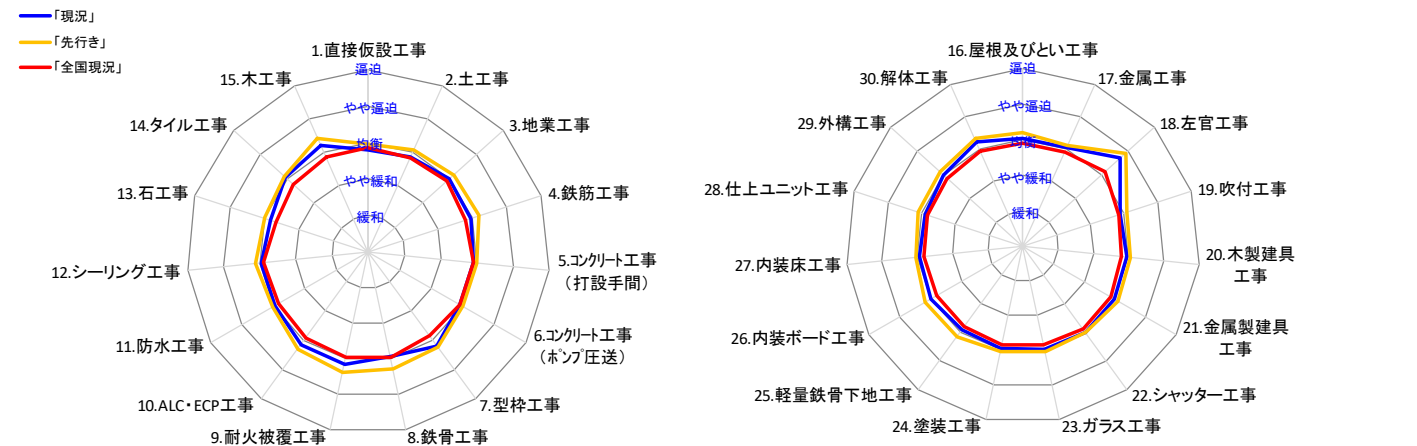 「現況」
「先行き」
「全国現況」
1.直接仮設工事
2.土工事
3.地業工事
4.鉄筋工事
5.コンクリート工事
（打設手間）
6.コンクリート工事
（ポンプ圧送）
7.型枠工事
8.鉄骨工事
9.耐火被覆工事
10.ALC・ECP工事
11.防水工事
12.シーリング工事
13.石工事
14.タイル工事
15.木工事
逼迫
やや逼迫
均衡
やや緩和
緩和
16.屋根及びとい工事
17.金属工事
18.左官工事
19.吹付工事
20.木製建具
工事
21.金属製建具
工事
22.シャッター工事
23.ガラス工事
24.塗装工事
25.軽量鉄骨下地工事
26.内装ボード工事
27.内装床工事
28.仕上ユニット工事
29.外構工事
30.解体工事
逼迫
やや逼迫
均衡
やや緩和
緩和